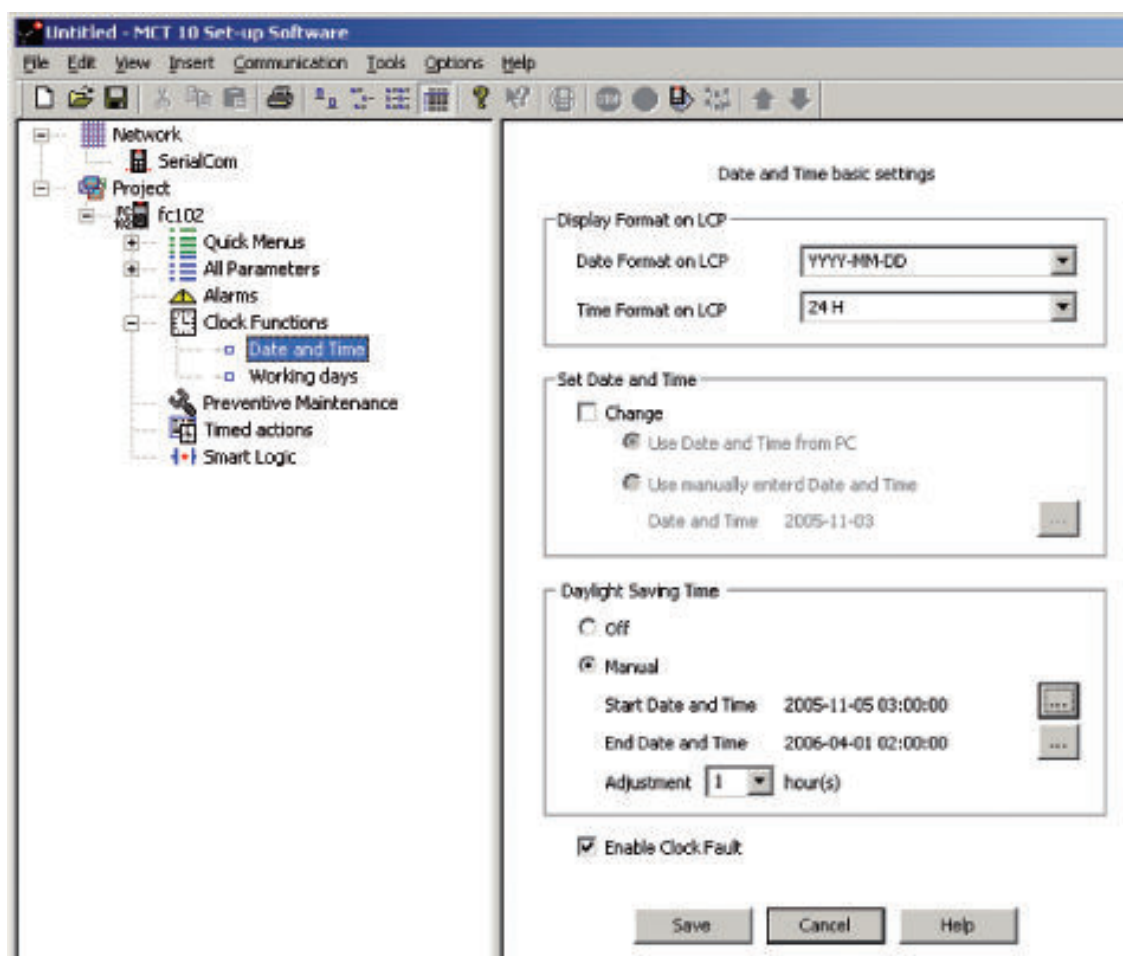 Untitled - MCT 10 Set-up Software
File Edit View Insert Communication Tools Options Help
Network
SerialCom
Project
FC 102 fc102
Quick Menus
All Parameters
Alarms
Clock Functions
Date and Time
Working days
Preventive Maintenance
Timed actions
Smart Logic
Date and Time basic settings
Display Format on LCP
Date Format on LCP YYYY-MM-DD
Time Format on LCP 24 H
Set Date and Time
Change
Use Date and Time from PC
Use manually enterd Date and Time
Date and Time 2005-11-03 ...
Daylight Saving Time
Off
Manual
Start Date and Time 2005-11-05 03:00:00 ...
End Date and Time 2006-04-01 02:00:00 ...
Adjustment 1 hour(s)
Enable Clock Fault
Save Cancel Help